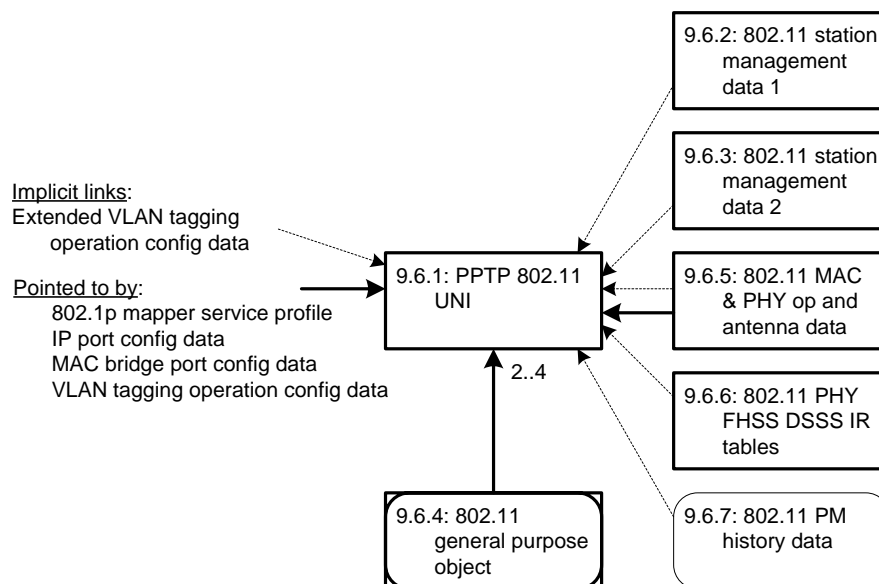 9.6.2: 802.11 station
management
data 1
9.6.3: 802.11 station
management
data 2
Implicit links:
Extended VLAN tagging
operation config data
Pointed to by:
802.1p mapper service profile
IP port config data
MAC bridge port config data
VLAN tagging operation config data
9.6.1: PPTP 802.11
UNI
2..4
9.6.5: 802.11 MAC
& PHY op and
antenna data
9.6.6: 802.11 PHY
FHSS DSSS IR
tables
9.6.4: 802.11
general purpose
object
9.6.7: 802.11 PM
history data